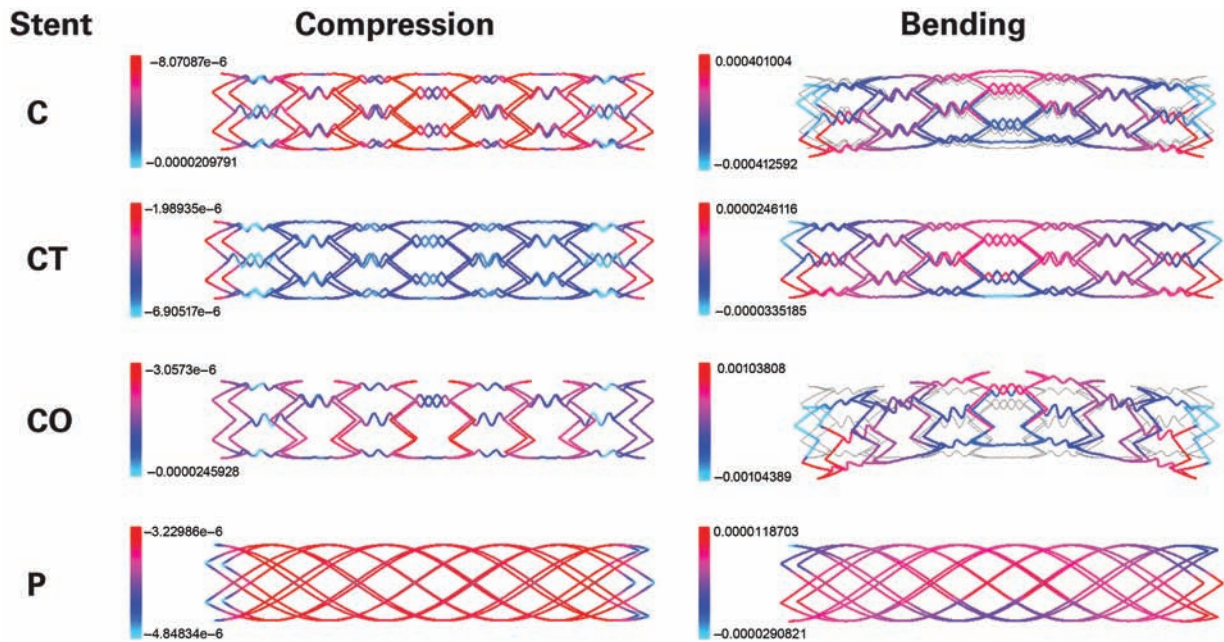 Stent Compression Bending
−8.07087e−6
0.000401004
C
−0.0000209791
−0.000412592
−1.98935e−6
0.0000246116
CT
−6.90517e−6
−0.0000335185
−3.0573e−6
0.00103808
CO
−0.0000245928
−0.00104389
−3.22986e−6
0.0000118703
P
−4.84834e−6
−0.0000290821